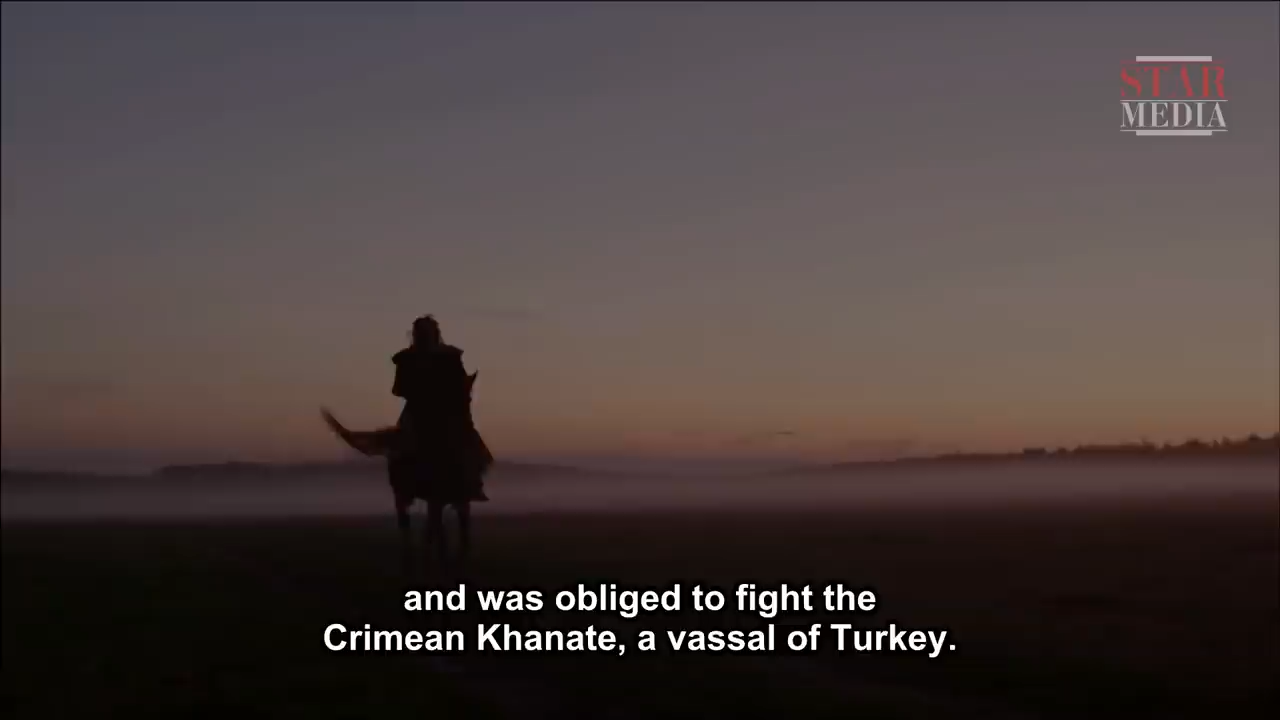 STAR
MEDIA
and was obliged to fight the
Crimean Khanate, a vassal of Turkey.